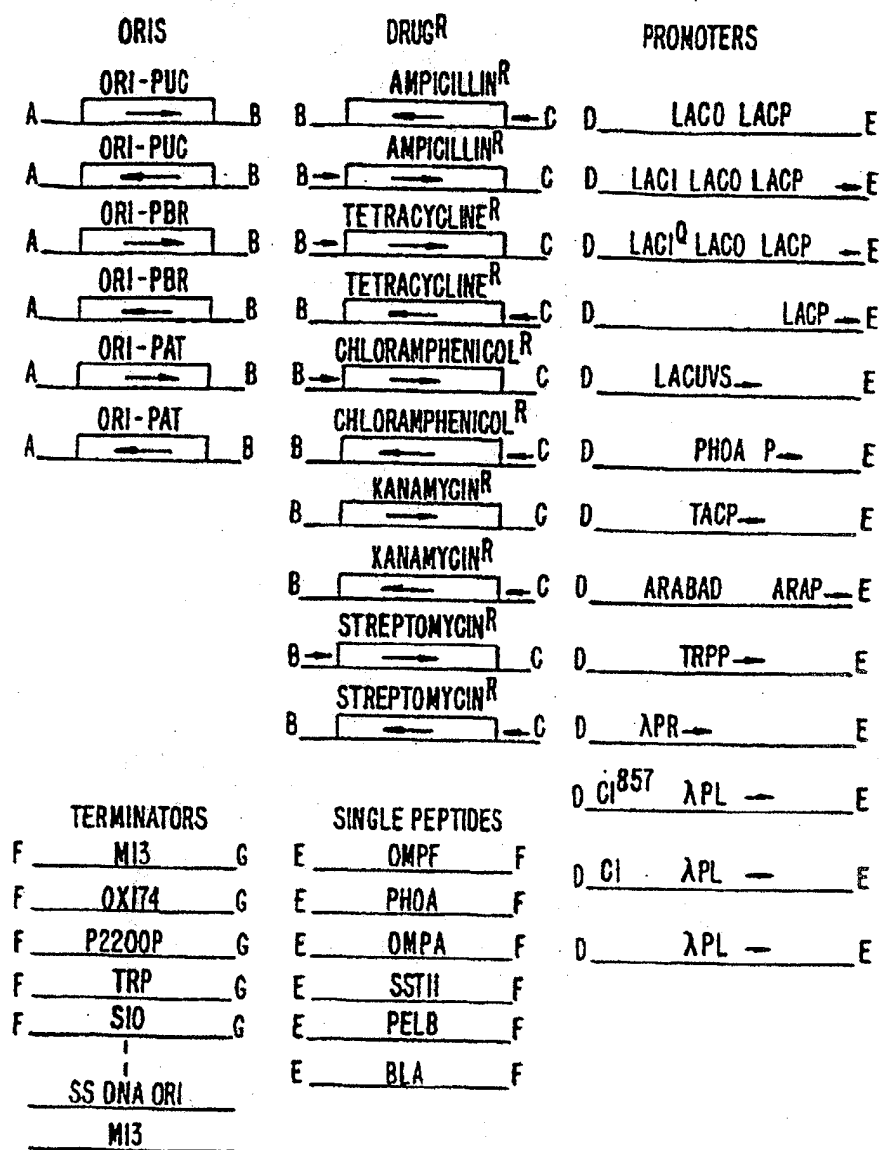 ORIS
ORI-PUC
A B
ORI-PUC
A B
ORI-PBR
A B
ORI-PBR
A B
ORI-PAT
A B
ORI-PAT
A B
DRUGR
AMPICILLINR
B C
AMPICILLINR
B C
TETRACYCLINER
B C
TETRACYCLINER
B C
CHLORAMPHENICOLR
B C
CHLORAMPHENICOLR
B C
KANAMYCINR
B C
KANAMYCINR
B C
STREPTOMYCINR
B C
STREPTOMYCINR
B C
PROMOTERS
D LACO LACP E
D LACI LACO LACP E
D LACIQ LACO LACP E
D LACP E
D LACUVS E
D PHOA P E
D TACP E
D ARABAD ARAP E
D TRPP E
D λPR E
D CI857 λPL E
D CI λPL E
D λPL E
TERMINATORS
F M13 G
F OX174 G
F P2200P G
F TRP G
F S10 G
SS DNA ORI
M13
SINGLE PEPTIDES
E OMPF F
E PHOA F
E OMPA F
E SSTII F
E PELB F
E BLA F